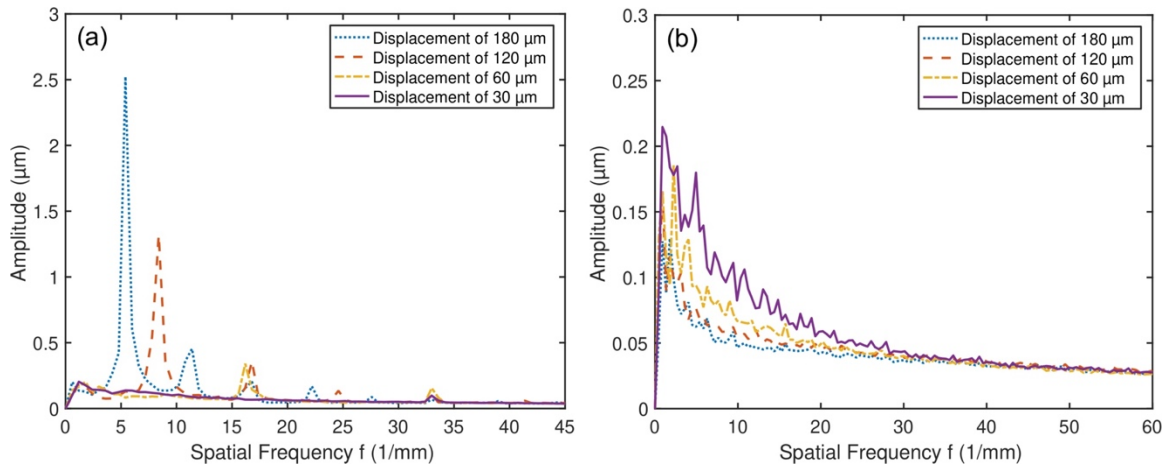 (a)
Displacement of 180 µm
Displacement of 120 µm
Displacement of 60 µm
Displacement of 30 µm
3
2.5
2
1.5
1
0.5
0
Amplitude (µm)
0 5 10 15 20 25 30 35 40 45
Spatial Frequency f (1/mm)
(b)
Displacement of 180 µm
Displacement of 120 µm
Displacement of 60 µm
Displacement of 30 µm
0.3
0.25
0.2
0.15
0.1
0.05
0
Amplitude (µm)
0 10 20 30 40 50 60
Spatial Frequency f (1/mm)